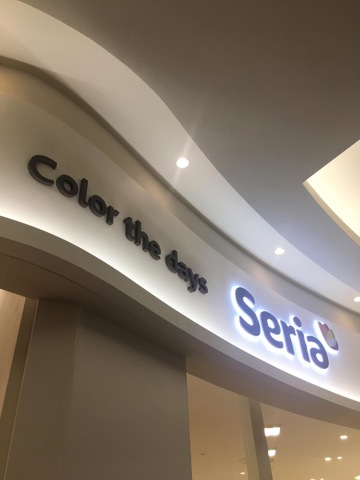 Color the days
Seria